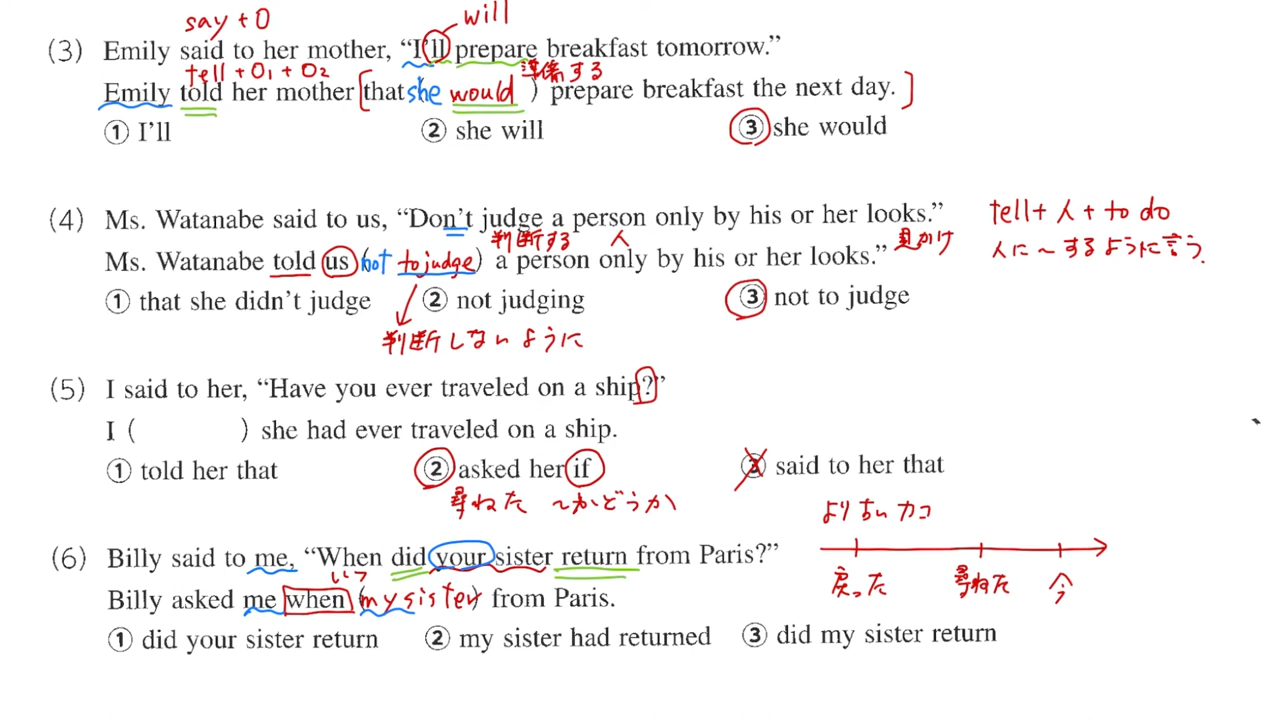 say + O
will
(3) Emily said to her mother, “I’ll prepare breakfast tomorrow.”
tell + O1 + O2
準備する
Emily told her mother [that she would ) prepare breakfast the next day. ]
① I’ll ② she will ③ she would
(4) Ms. Watanabe said to us, “Don’t judge a person only by his or her looks.”
tell + 人 + to do
判断する 人 見かけ
人に〜するように言う.
Ms. Watanabe told us (not to judge) a person only by his or her looks.”
① that she didn’t judge ② not judging ③ not to judge
判断しないように
(5) I said to her, “Have you ever traveled on a ship?”
I ( ) she had ever traveled on a ship.
① told her that ② asked her if ③ said to her that
尋ねた 〜かどうか
より古いカコ
(6) Billy said to me, “When did your sister return from Paris?”
いつ
戻った 尋ねた 今
Billy asked me when (my sister) from Paris.
① did your sister return ② my sister had returned ③ did my sister return